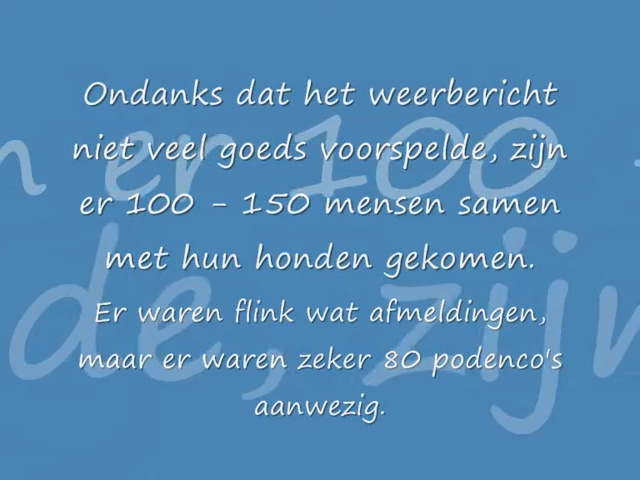 Ondanks dat het weerbericht
niet veel goeds voorspelde, zijn
er 100 - 150 mensen samen
met hun honden gekomen.
Er waren flink wat afmeldingen,
maar er waren zeker 80 podenco's
aanwezig.